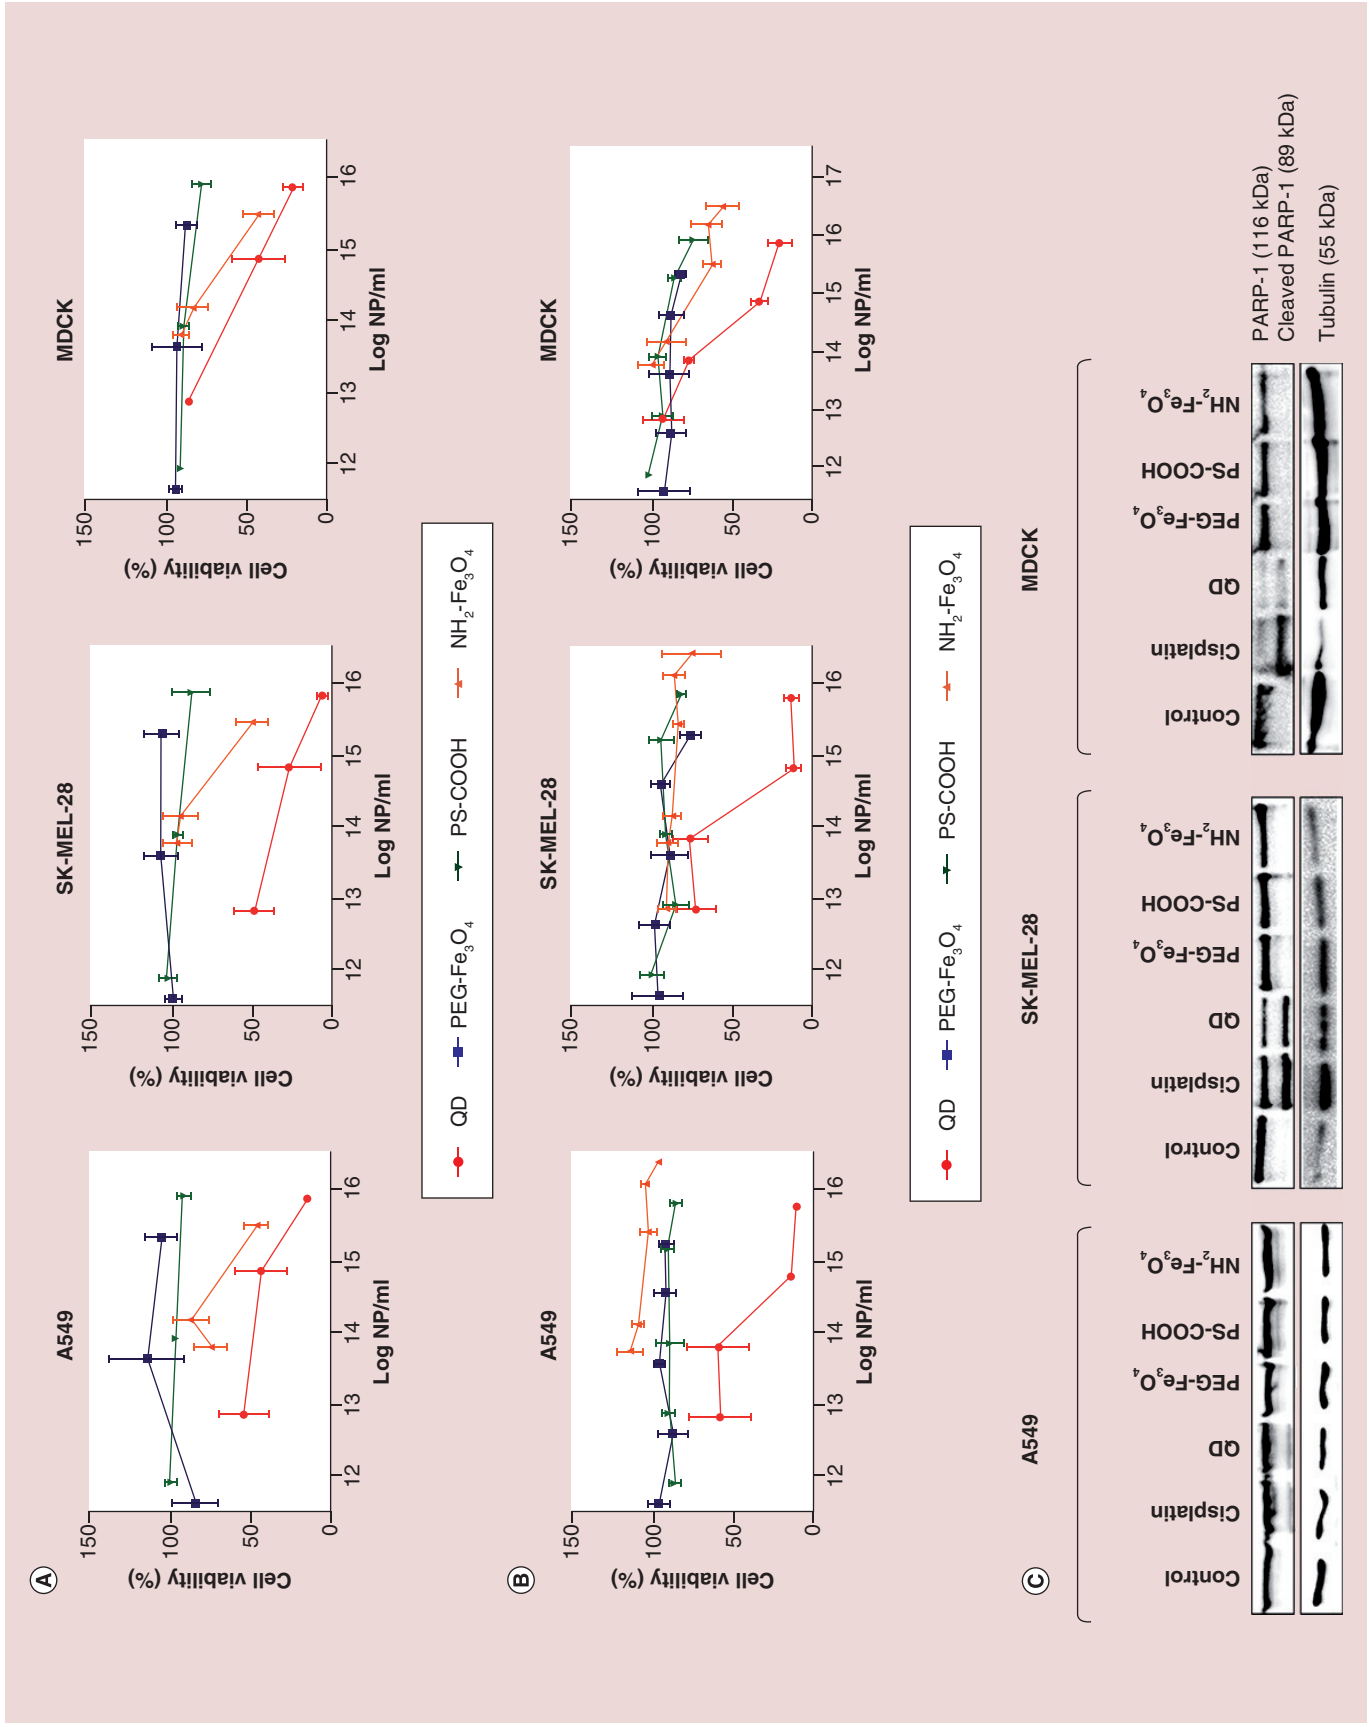 A
A549
SK-MEL-28
MDCK
Cell viability (%)
150
100
50
0
12
13
14
15
16
Log NP/ml
Cell viability (%)
150
100
50
0
12
13
14
15
16
Log NP/ml
Cell viability (%)
150
100
50
0
12
13
14
15
16
Log NP/ml
QD PEG-Fe3O4 PS-COOH NH2-Fe3O4
B
A549
SK-MEL-28
MDCK
Cell viability (%)
150
100
50
0
12
13
14
15
16
Log NP/ml
Cell viability (%)
150
100
50
0
12
13
14
15
16
Log NP/ml
Cell viability (%)
150
100
50
0
12
13
14
15
16
17
Log NP/ml
QD PEG-Fe3O4 PS-COOH NH2-Fe3O4
C
A549
SK-MEL-28
MDCK
Control
Cisplatin
QD
PEG-Fe3O4
PS-COOH
NH2-Fe3O4
Control
Cisplatin
QD
PEG-Fe3O4
PS-COOH
NH2-Fe3O4
Control
Cisplatin
QD
PEG-Fe3O4
PS-COOH
NH2-Fe3O4
PARP-1 (116 kDa)
Cleaved PARP-1 (89 kDa)
Tubulin (55 kDa)